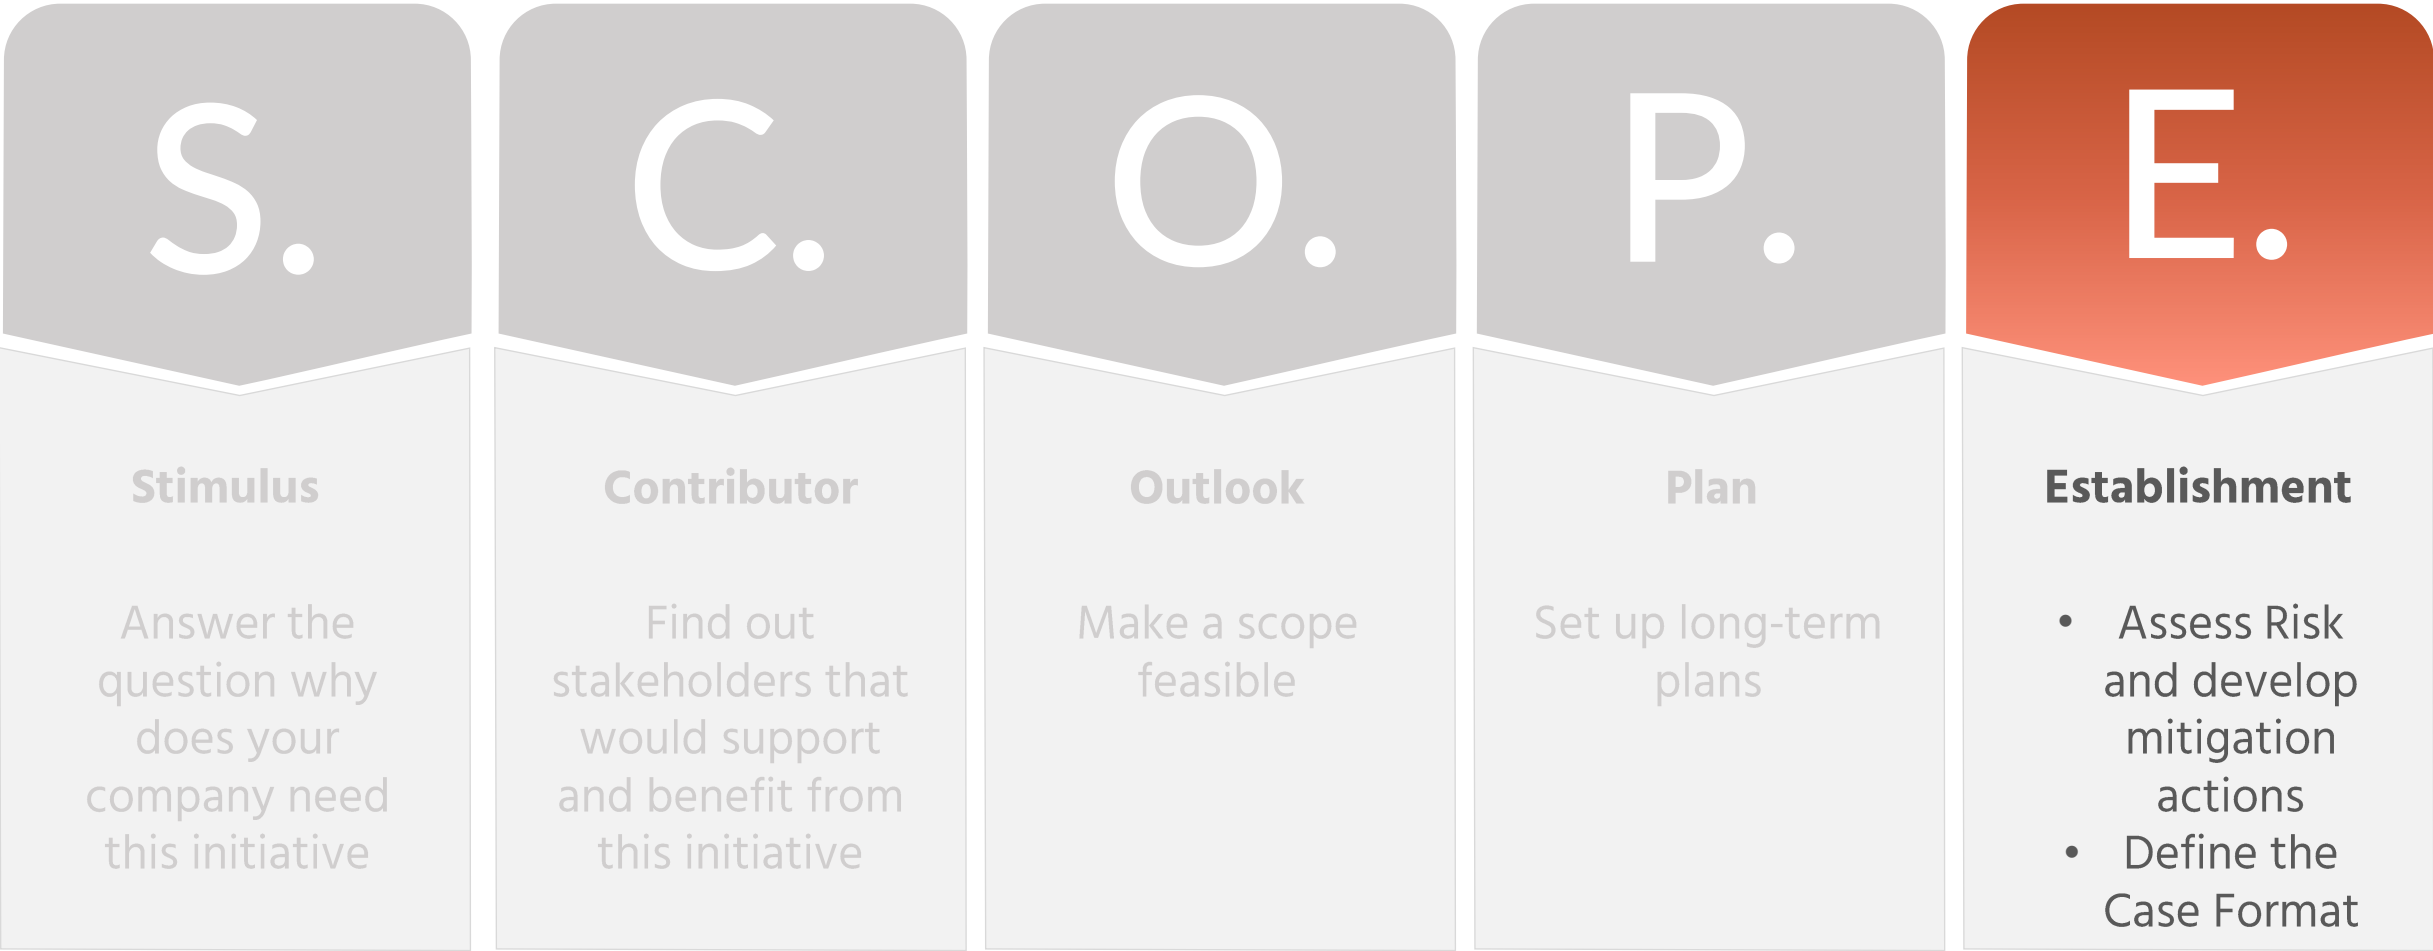 S.
C.
O.
P.
E.
Stimulus
Answer the
question why
does your
company need
this initiative
Contributor
Find out
stakeholders that
would support
and benefit from
this initiative
Outlook
Make a scope
feasible
Plan
Set up long-term
plans
Establishment
• Assess Risk
and develop
mitigation
actions
• Define the
Case Format